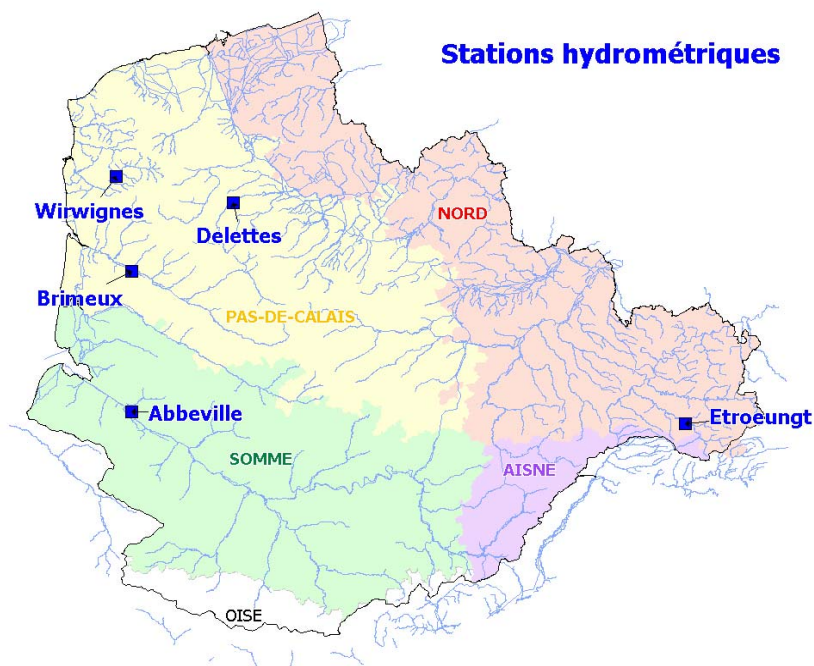 Stations hydrométriques
Wirwignes
Delettes
NORD
Brimeux
PAS-DE-CALAIS
Abbeville
Etroeungt
SOMME
AISNE
OISE